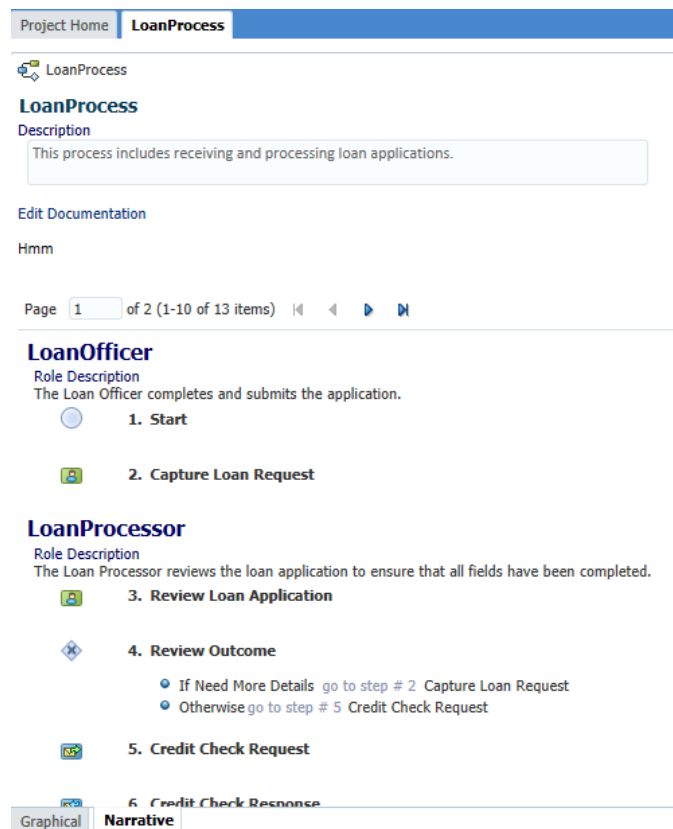 Project Home LoanProcess
LoanProcess
LoanProcess
Description
This process includes receiving and processing loan applications.
Edit Documentation
Hmm
Page 1 of 2 (1-10 of 13 items)
LoanOfficer
Role Description
The Loan Officer completes and submits the application.
1. Start
2. Capture Loan Request
LoanProcessor
Role Description
The Loan Processor reviews the loan application to ensure that all fields have been completed.
3. Review Loan Application
4. Review Outcome
If Need More Details go to step # 2 Capture Loan Request
Otherwise go to step # 5 Credit Check Request
5. Credit Check Request
6. Credit Check Response
Graphical Narrative